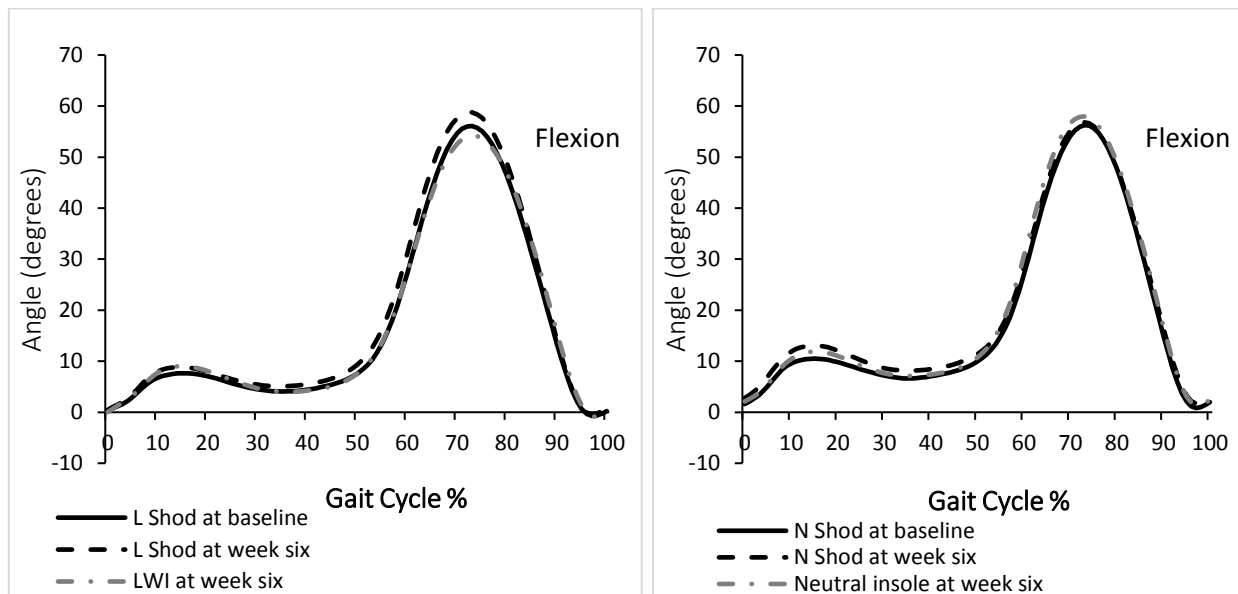 70
60
50
40
30
20
10
0
-10
Angle (degrees)
Flexion
0 10 20 30 40 50 60 70 80 90 100
Gait Cycle %
L Shod at baseline
L Shod at week six
LWI at week six
70
60
50
40
30
20
10
0
-10
Angle (degrees)
Flexion
0 10 20 30 40 50 60 70 80 90 100
Gait Cycle %
N Shod at baseline
N Shod at week six
Neutral insole at week six